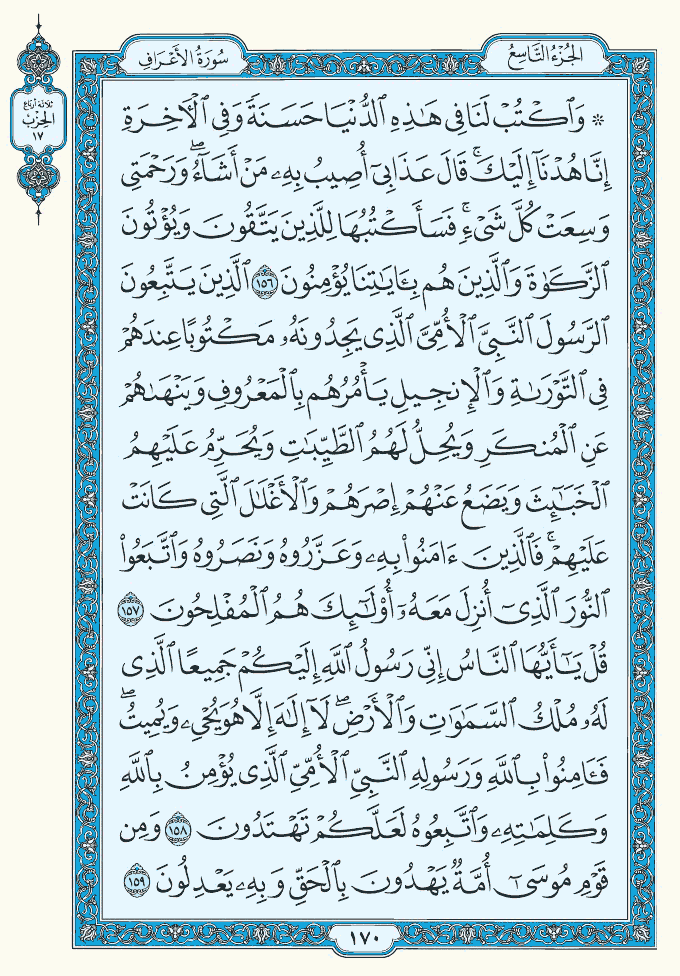 الجُزْءُ التَّاسِعُ
سُورَةُ الأَعْرَافِ
ثلاثة أرباع
الحزب
١٧
۞ وَٱكۡتُبۡ لَنَا فِي هَٰذِهِ ٱلدُّنۡيَا حَسَنَةٗ وَفِي ٱلۡأٓخِرَةِ
إِنَّا هُدۡنَآ إِلَيۡكَۚ قَالَ عَذَابِيٓ أُصِيبُ بِهِۦ مَنۡ أَشَآءُۖ وَرَحۡمَتِي
وَسِعَتۡ كُلَّ شَيۡءٖۚ فَسَأَكۡتُبُهَا لِلَّذِينَ يَتَّقُونَ وَيُؤۡتُونَ
ٱلزَّكَوٰةَ وَٱلَّذِينَ هُم بِـَٔايَٰتِنَا يُؤۡمِنُونَ ١٥٦ ٱلَّذِينَ يَتَّبِعُونَ
ٱلرَّسُولَ ٱلنَّبِيَّ ٱلۡأُمِّيَّ ٱلَّذِي يَجِدُونَهُۥ مَكۡتُوبًا عِندَهُمۡ
فِي ٱلتَّوۡرَىٰةِ وَٱلۡإِنجِيلِ يَأۡمُرُهُم بِٱلۡمَعۡرُوفِ وَيَنۡهَىٰهُمۡ
عَنِ ٱلۡمُنكَرِ وَيُحِلُّ لَهُمُ ٱلطَّيِّبَٰتِ وَيُحَرِّمُ عَلَيۡهِمُ
ٱلۡخَبَٰٓئِثَ وَيَضَعُ عَنۡهُمۡ إِصۡرَهُمۡ وَٱلۡأَغۡلَٰلَ ٱلَّتِي كَانَتۡ
عَلَيۡهِمۡۚ فَٱلَّذِينَ ءَامَنُواْ بِهِۦ وَعَزَّرُوهُ وَنَصَرُوهُ وَٱتَّبَعُواْ
ٱلنُّورَ ٱلَّذِيٓ أُنزِلَ مَعَهُۥٓ أُوْلَٰٓئِكَ هُمُ ٱلۡمُفۡلِحُونَ ١٥٧
قُلۡ يَٰٓأَيُّهَا ٱلنَّاسُ إِنِّي رَسُولُ ٱللَّهِ إِلَيۡكُمۡ جَمِيعًا ٱلَّذِي
لَهُۥ مُلۡكُ ٱلسَّمَٰوَٰتِ وَٱلۡأَرۡضِۖ لَآ إِلَٰهَ إِلَّا هُوَ يُحۡيِۦ وَيُمِيتُۖ
فَـَٔامِنُواْ بِٱللَّهِ وَرَسُولِهِ ٱلنَّبِيِّ ٱلۡأُمِّيِّ ٱلَّذِي يُؤۡمِنُ بِٱللَّهِ
وَكَلِمَٰتِهِۦ وَٱتَّبِعُوهُ لَعَلَّكُمۡ تَهۡتَدُونَ ١٥٨ وَمِن
قَوۡمِ مُوسَىٰٓ أُمَّةٞ يَهۡدُونَ بِٱلۡحَقِّ وَبِهِۦ يَعۡدِلُونَ ١٥٩
١٧٠